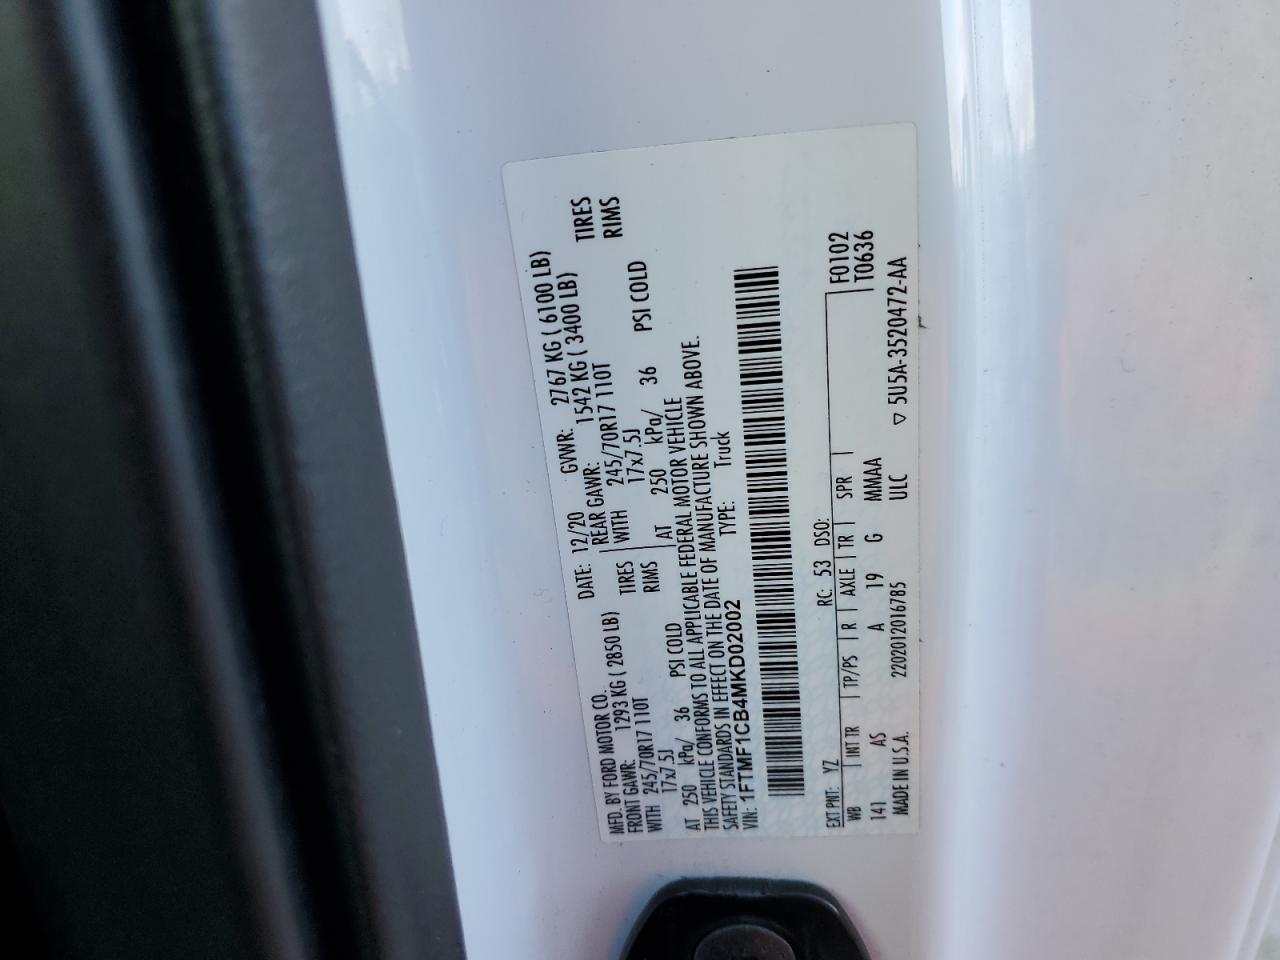 MFD. BY FORD MOTOR CO.
DATE: 12/20 GVWR: 2767 KG ( 6100 LB)
FRONT GAWR: 1293 KG ( 2850 LB) REAR GAWR: 1542 KG ( 3400 LB)
WITH 245/70R17 110T TIRES WITH 245/70R17 110T TIRES
17x7.5J RIMS 17x7.5J RIMS
AT 250 kPa/ 36 PSI COLD AT 250 kPa/ 36 PSI COLD
THIS VEHICLE CONFORMS TO ALL APPLICABLE FEDERAL MOTOR VEHICLE
SAFETY STANDARDS IN EFFECT ON THE DATE OF MANUFACTURE SHOWN ABOVE.
VIN: 1FTMF1CB4MKD02002 TYPE: Truck
EXT PNT: YZ RC: 53 DSO: F0102
WB INT TR TP/PS R AXLE TR SPR T0636
141 AS A 19 G MMAAA
MADE IN U.S.A. 2202012016785 ULC ▽ 5U5A-3520472-AA